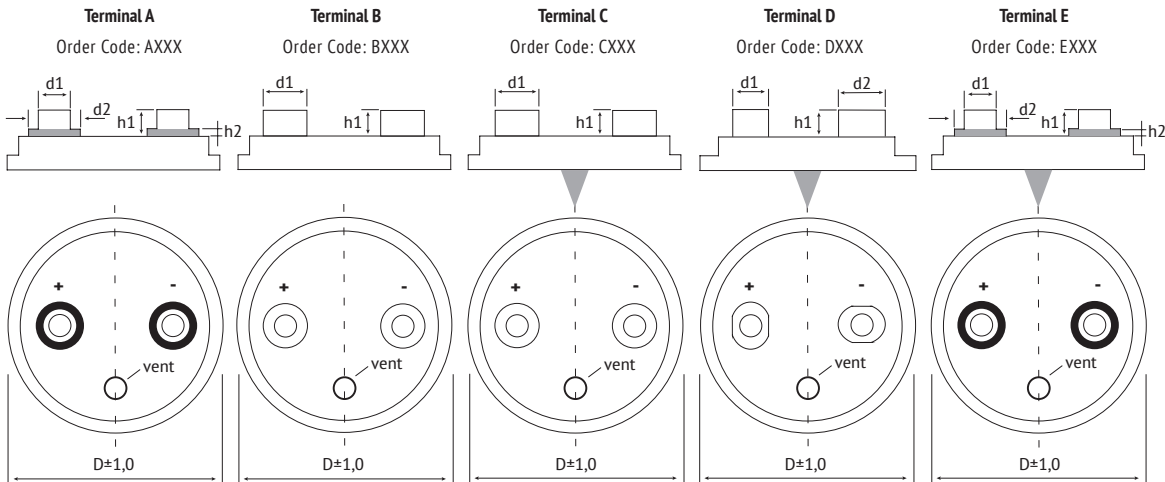 Terminal A
Order Code: AXXX
d1
d2
h1
h2
+
-
vent
D±1,0
Terminal B
Order Code: BXXX
d1
h1
+
-
vent
D±1,0
Terminal C
Order Code: CXXX
d1
h1
+
-
vent
D±1,0
Terminal D
Order Code: DXXX
d1
d2
h1
+
-
vent
D±1,0
Terminal E
Order Code: EXXX
d1
d2
h1
h2
+
-
vent
D±1,0